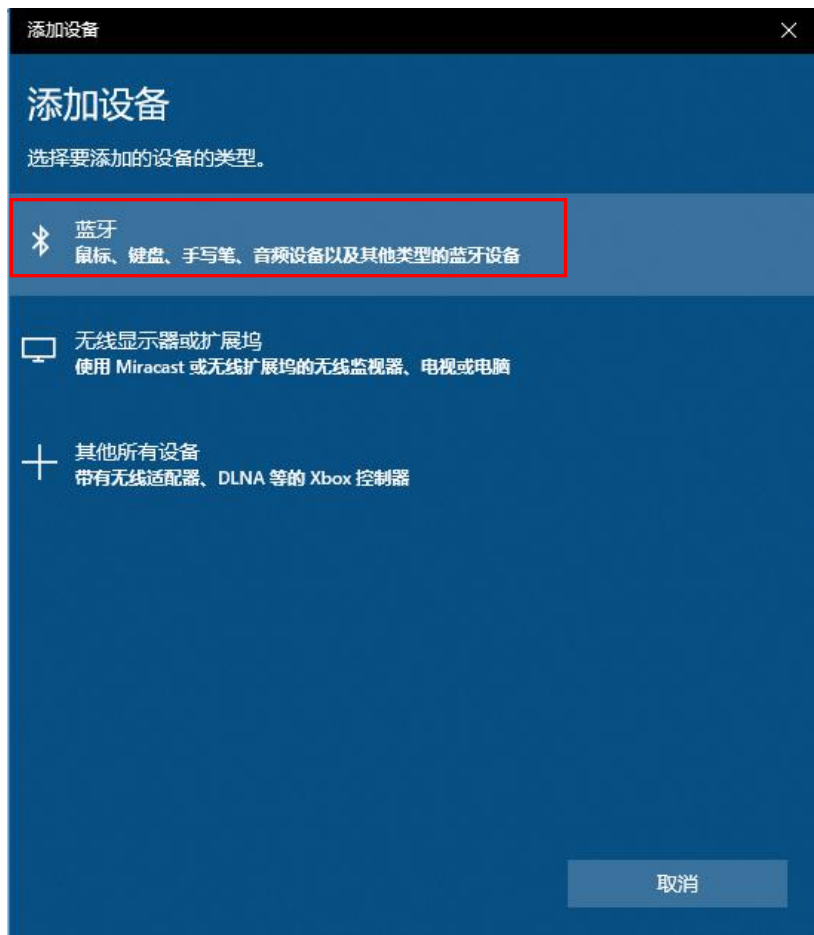 添加设备
添加设备
选择要添加的设备的类型。
蓝牙
鼠标、键盘、手写笔、音频设备以及其他类型的蓝牙设备
无线显示器或扩展坞
使用 Miracast 或无线扩展坞的无线监视器、电视或电脑
其他所有设备
带有无线适配器、DLNA 等的 Xbox 控制器
取消